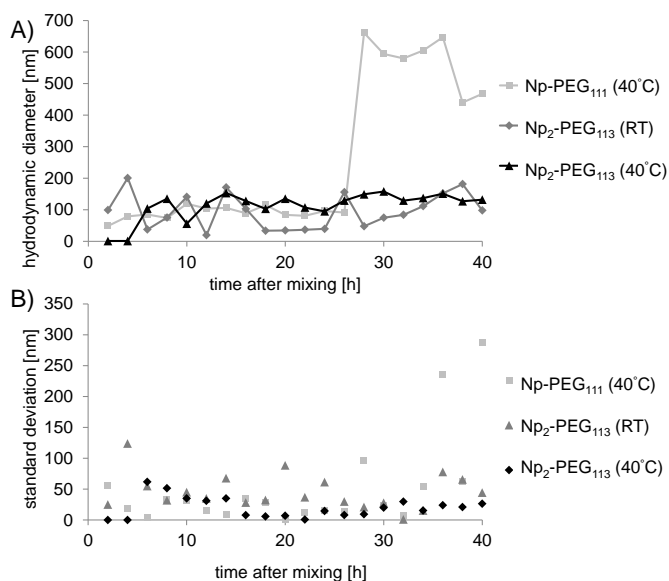 A)
700
600
500
400
300
200
100
0
hydrodynamic diameter [nm]
0
10
20
30
40
time after mixing [h]
Np-PEG₁₁₁ (40°C)
Np₂-PEG₁₁₃ (RT)
Np₂-PEG₁₁₃ (40°C)
B)
350
300
250
200
150
100
50
0
standard deviation [nm]
0
10
20
30
40
time after mixing [h]
Np-PEG₁₁₁ (40°C)
Np₂-PEG₁₁₃ (RT)
Np₂-PEG₁₁₃ (40°C)